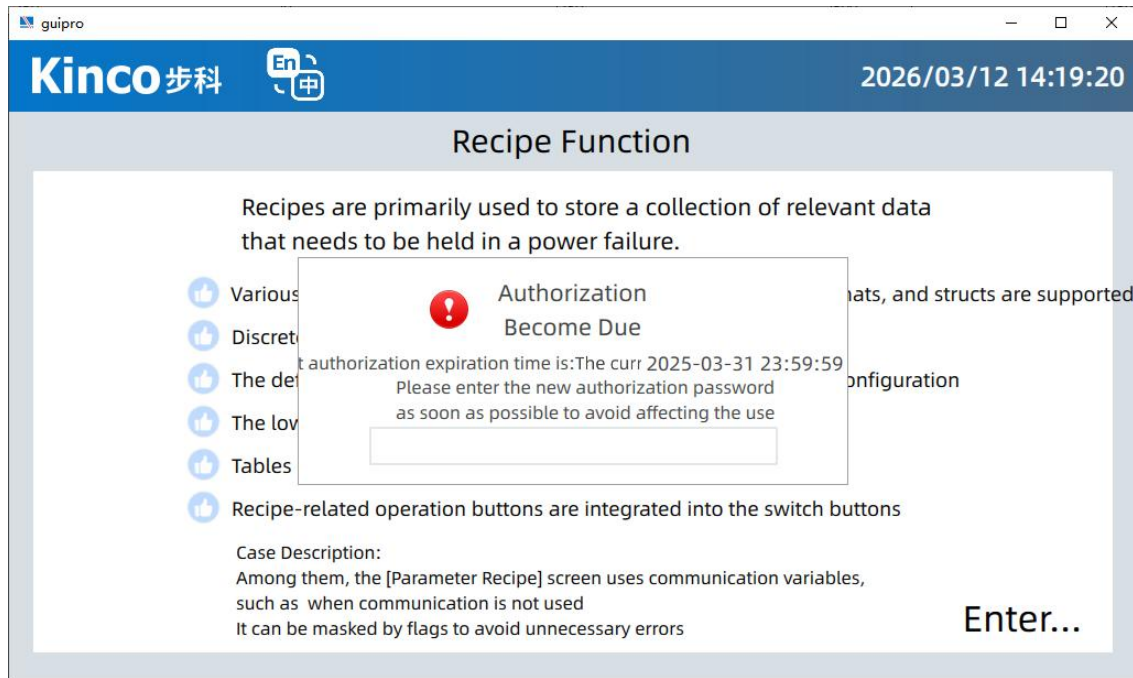 guipro
Kinco步科 En 中 2026/03/12 14:19:20
Recipe Function
Recipes are primarily used to store a collection of relevant data
that needs to be held in a power failure.
Various ats, and structs are supported
Authorization
Become Due
Discret
t authorization expiration time is:The curr 2025-03-31 23:59:59
The def onfiguration
Please enter the new authorization password
as soon as possible to avoid affecting the use
The low
Tables
Recipe-related operation buttons are integrated into the switch buttons
Case Description:
Among them, the [Parameter Recipe] screen uses communication variables,
such as when communication is not used
It can be masked by flags to avoid unnecessary errors
Enter...